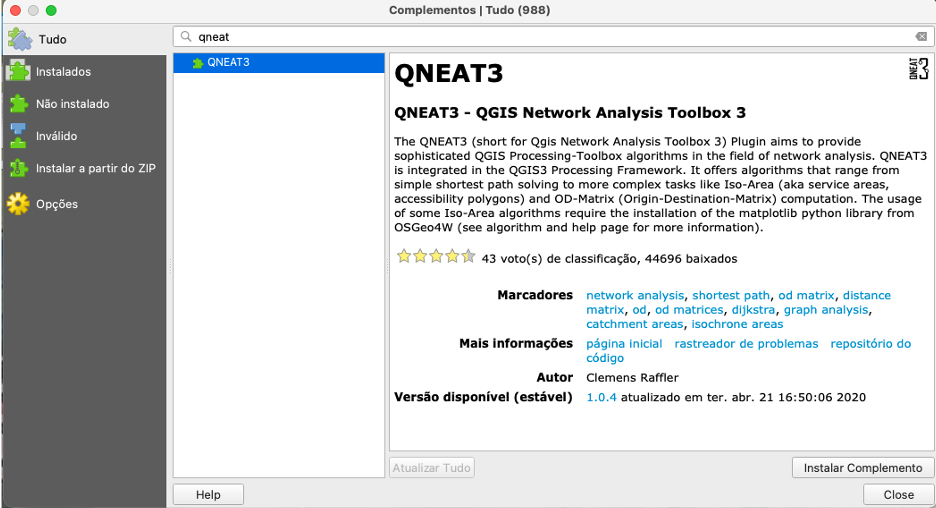 Complementos | Tudo (988)
Tudo
qneat
Instalados
Não instalado
Inválido
Instalar a partir do ZIP
Opções
QNEAT3
QNEAT3
QNEAT
3
QNEAT3 - QGIS Network Analysis Toolbox 3
The QNEAT3 (short for Qgis Network Analysis Toolbox 3) Plugin aims to provide
sophisticated QGIS Processing-Toolbox algorithms in the field of network analysis. QNEAT3
is integrated in the QGIS3 Processing Framework. It offers algorithms that range from
simple shortest path solving to more complex tasks like Iso-Area (aka service areas,
accessibility polygons) and OD-Matrix (Origin-Destination-Matrix) computation. The usage
of some Iso-Area algorithms require the installation of the matplotlib python library from
OSGeo4W (see algorithm and help page for more information).
43 voto(s) de classificação, 44696 baixados
Marcadores network analysis, shortest path, od matrix, distance
matrix, od, od matrices, dijkstra, graph analysis,
catchment areas, isochrone areas
Mais informações página inicial rastreador de problemas repositório do
código
Autor Clemens Raffler
Versão disponível (estável) 1.0.4 atualizado em ter. abr. 21 16:50:06 2020
Atualizar Tudo
Instalar Complemento
Help
Close